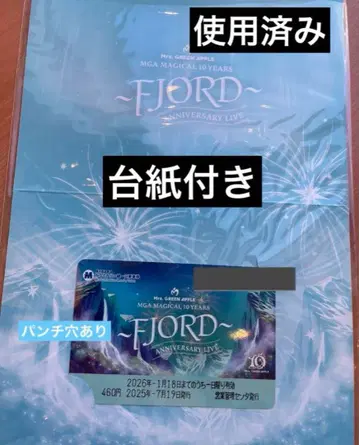 使用済み
Mrs. GREEN APPLE
MGA MAGICAL 10 YEARS
~FJORD~
ANNIVERSARY LIVE
台紙付き
Mrs. GREEN APPLE
MGA MAGICAL 10 YEARS
~FJORD~
ANNIVERSARY LIVE
パンチ穴あり
10
2026年-1月18日までのうち一日限り有効
460円 2025年-7月19日発行 営業管理センタ発行